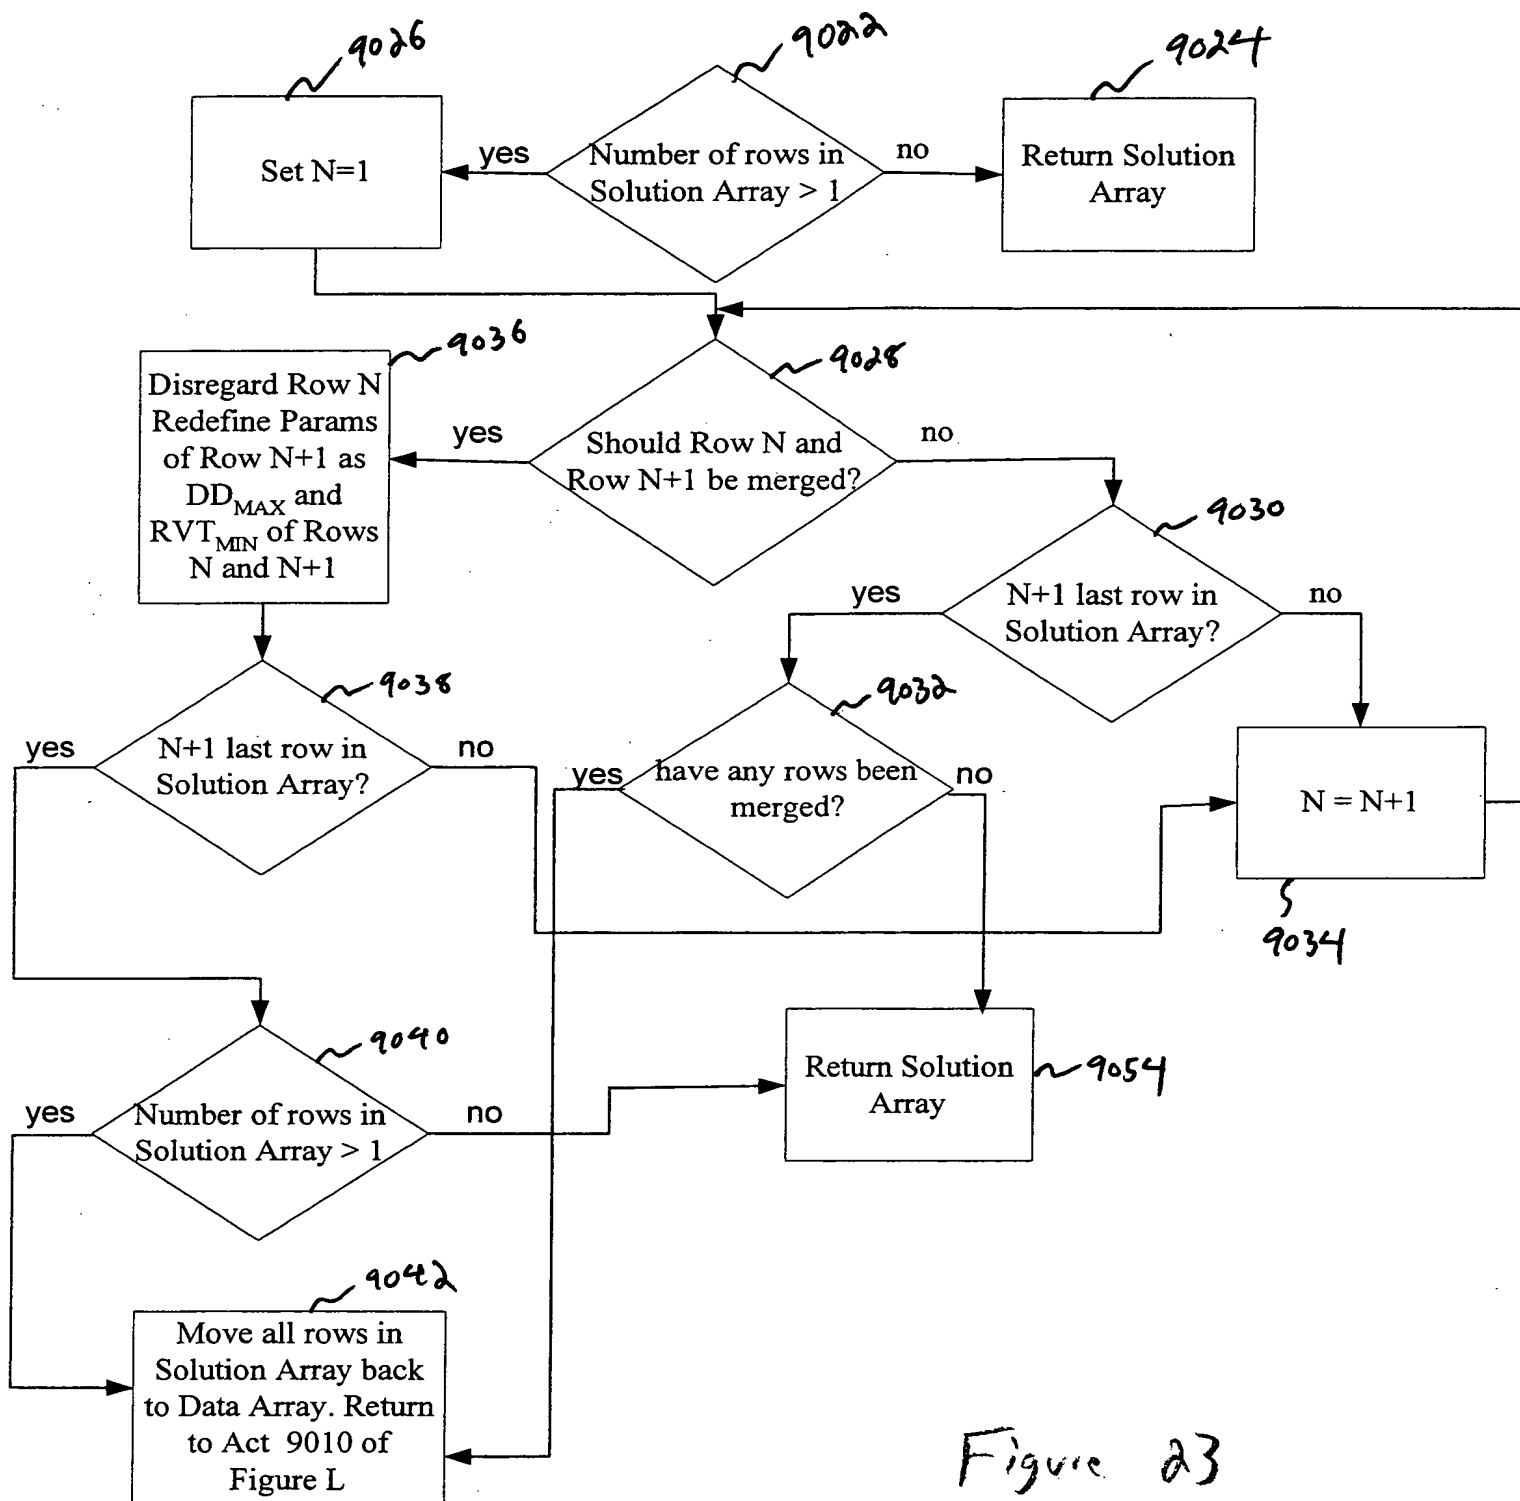 9026
9022
9024
Set N=1
yes
Number of rows in
Solution Array > 1
no
Return Solution
Array
9036
9028
Disregard Row N
Redefine Params
of Row N+1 as
DD_MAX and
RVT_MIN of Rows
N and N+1
yes
Should Row N and
Row N+1 be merged?
no
9030
yes
N+1 last row in
Solution Array?
no
9038
9032
yes
N+1 last row in
Solution Array?
no
yes
have any rows been
merged?
no
N = N+1
9034
9040
yes
Number of rows in
Solution Array > 1
no
Return Solution
Array
9054
9042
Move all rows in
Solution Array back
to Data Array. Return
to Act 9010 of
Figure L
Figure 23